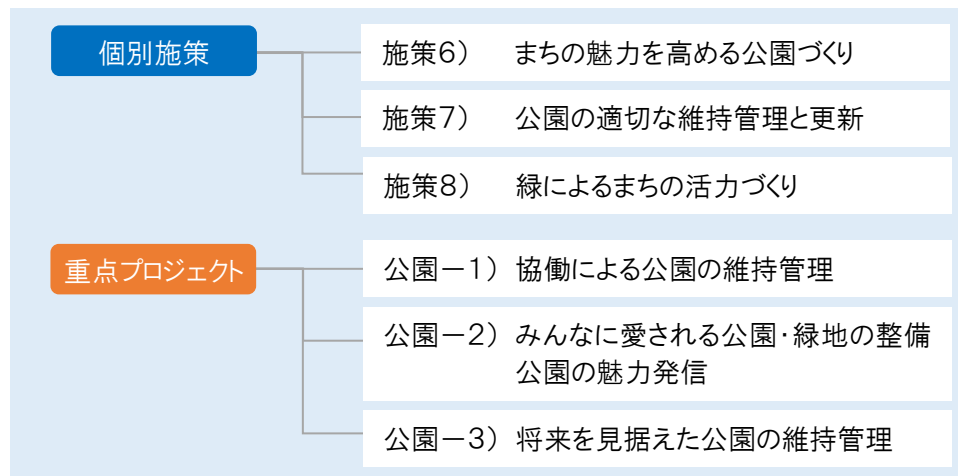 個別施策
施策6） まちの魅力を高める公園づくり
施策7） 公園の適切な維持管理と更新
施策8） 緑によるまちの活力づくり
重点プロジェクト
公園－1） 協働による公園の維持管理
公園－2） みんなに愛される公園・緑地の整備
公園の魅力発信
公園－3） 将来を見据えた公園の維持管理